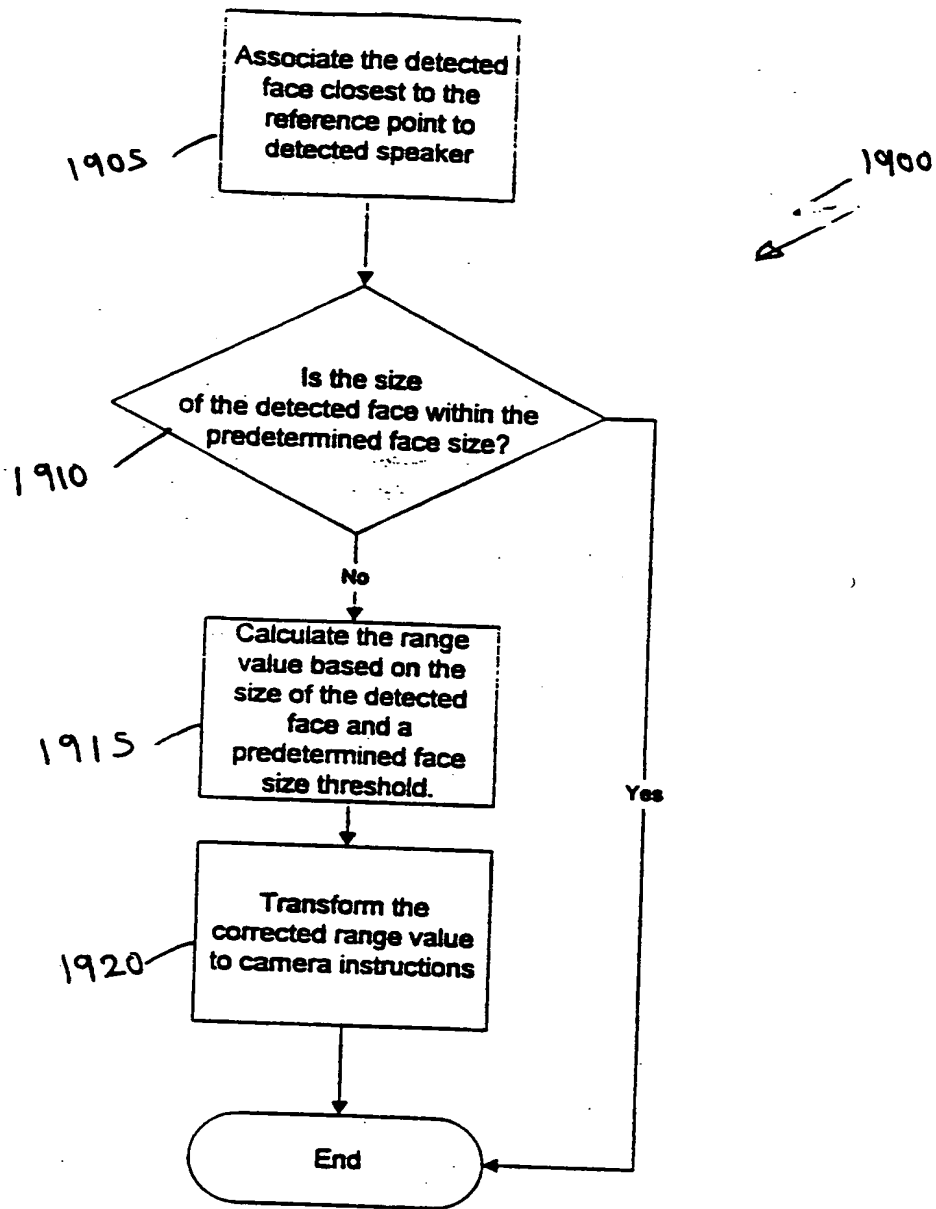 Associate the detected
face closest to the
reference point to
detected speaker
1905
1900
Is the size
of the detected face within the
predetermined face size?
1910
No
Calculate the range
value based on the
size of the detected
face and a
predetermined face
size threshold.
1915
Yes
Transform the
corrected range value
to camera instructions
1920
End